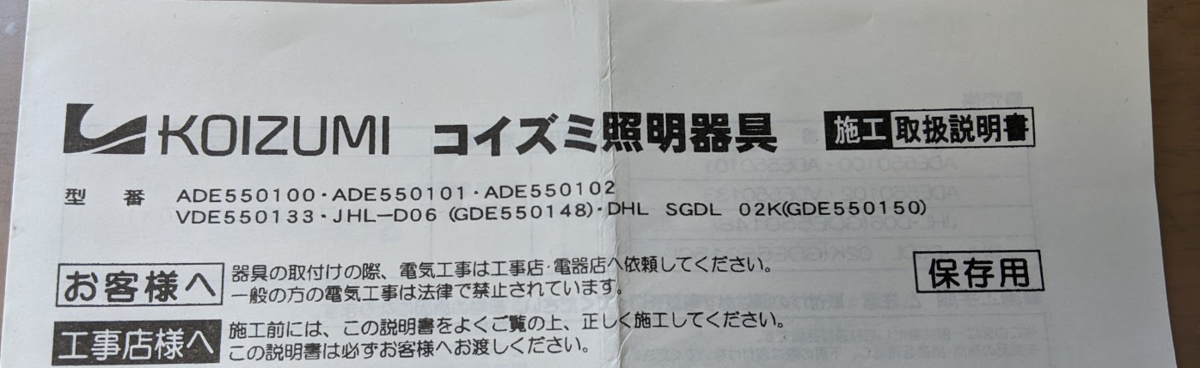 KOIZUMI コイズミ照明器具 施工 取扱説明書
型 番 ADE550100・ADE550101・ADE550102
VDE550133・JHL-D06 (GDE550148)・DHL SGDL 02K(GDE550150)
お客様へ 器具の取付けの際、電気工事は工事店・電器店へ依頼してください。
一般の方の電気工事は法律で禁止されています。
保存用
工事店様へ 施工前には、この説明書をよくご覧の上、正しく施工してください。
この説明書は必ずお客様へお渡しください。